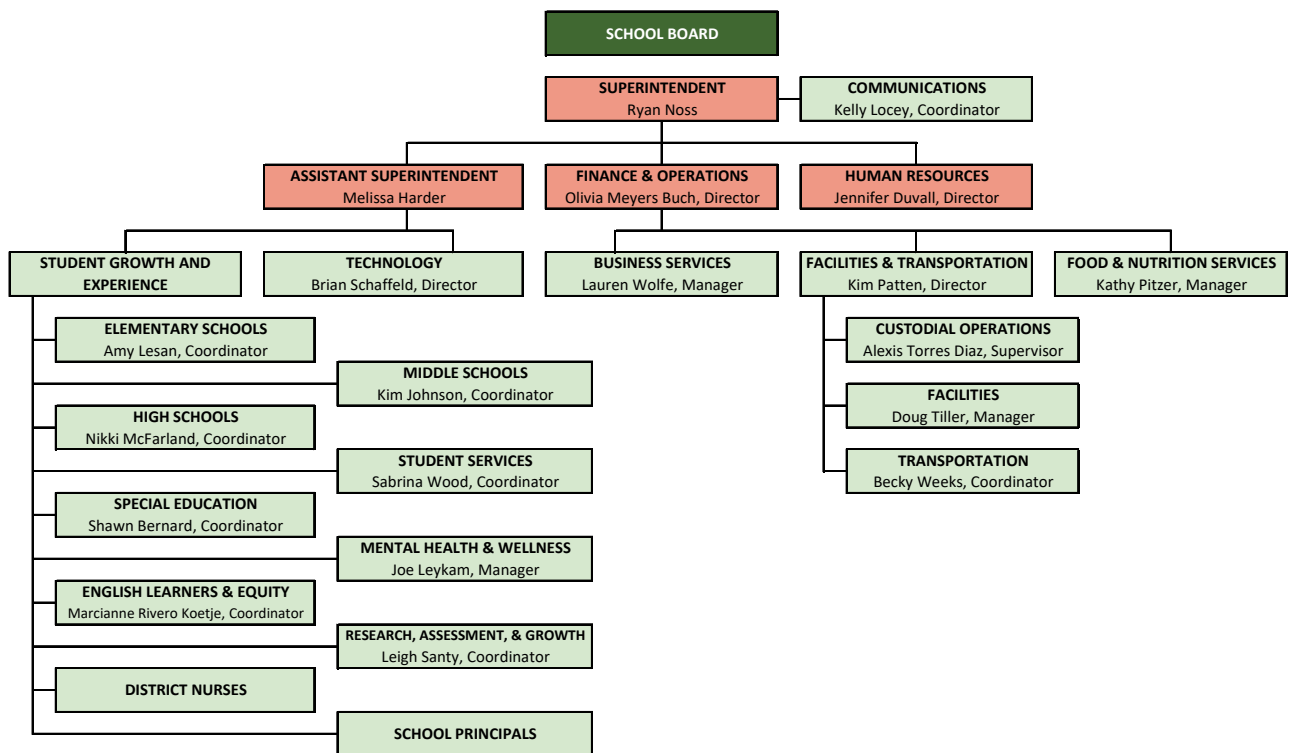 SCHOOL BOARD
SUPERINTENDENT
Ryan Noss
COMMUNICATIONS
Kelly Locey, Coordinator
ASSISTANT SUPERINTENDENT
Melissa Harder
FINANCE & OPERATIONS
Olivia Meyers Buch, Director
HUMAN RESOURCES
Jennifer Duvall, Director
STUDENT GROWTH AND
EXPERIENCE
TECHNOLOGY
Brian Schaffeld, Director
BUSINESS SERVICES
Lauren Wolfe, Manager
FACILITIES & TRANSPORTATION
Kim Patten, Director
FOOD & NUTRITION SERVICES
Kathy Pitzer, Manager
ELEMENTARY SCHOOLS
Amy Lesan, Coordinator
MIDDLE SCHOOLS
Kim Johnson, Coordinator
HIGH SCHOOLS
Nikki McFarland, Coordinator
STUDENT SERVICES
Sabrina Wood, Coordinator
SPECIAL EDUCATION
Shawn Bernard, Coordinator
MENTAL HEALTH & WELLNESS
Joe Leykam, Manager
ENGLISH LEARNERS & EQUITY
Marcianne Rivero Koetje, Coordinator
RESEARCH, ASSESSMENT, & GROWTH
Leigh Santy, Coordinator
DISTRICT NURSES
SCHOOL PRINCIPALS
CUSTODIAL OPERATIONS
Alexis Torres Diaz, Supervisor
FACILITIES
Doug Tiller, Manager
TRANSPORTATION
Becky Weeks, Coordinator